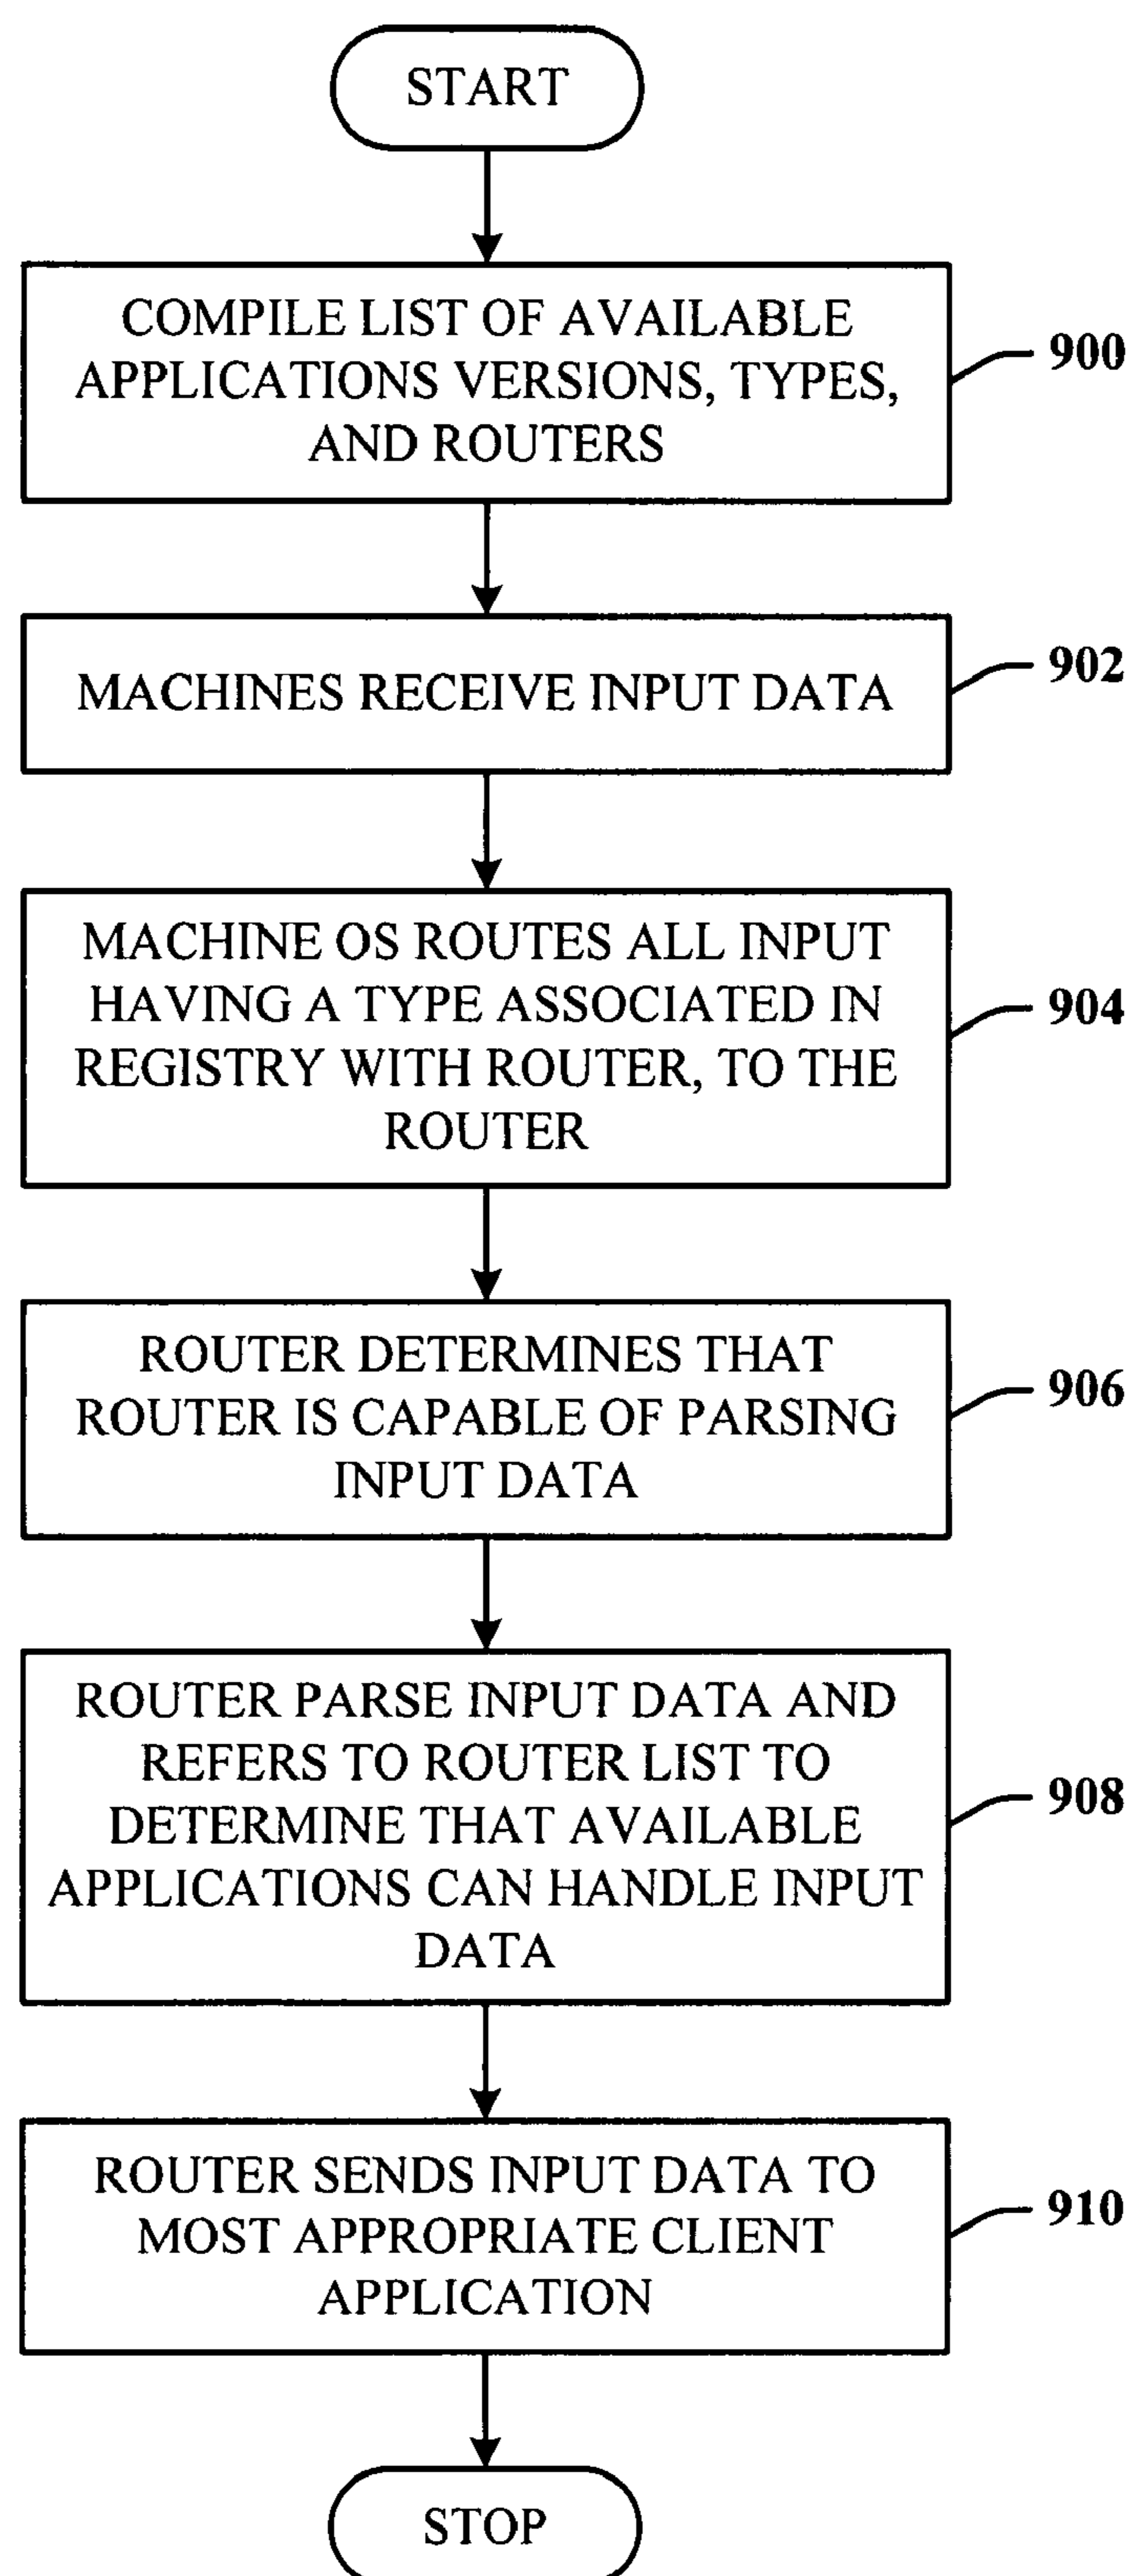 START
COMPILE LIST OF AVAILABLE
APPLICATIONS VERSIONS, TYPES,
AND ROUTERS
900
MACHINES RECEIVE INPUT DATA
902
MACHINE OS ROUTES ALL INPUT
HAVING A TYPE ASSOCIATED IN
REGISTRY WITH ROUTER, TO THE
ROUTER
904
ROUTER DETERMINES THAT
ROUTER IS CAPABLE OF PARSING
INPUT DATA
906
ROUTER PARSE INPUT DATA AND
REFERS TO ROUTER LIST TO
DETERMINE THAT AVAILABLE
APPLICATIONS CAN HANDLE INPUT
DATA
908
ROUTER SENDS INPUT DATA TO
MOST APPROPRIATE CLIENT
APPLICATION
910
STOP